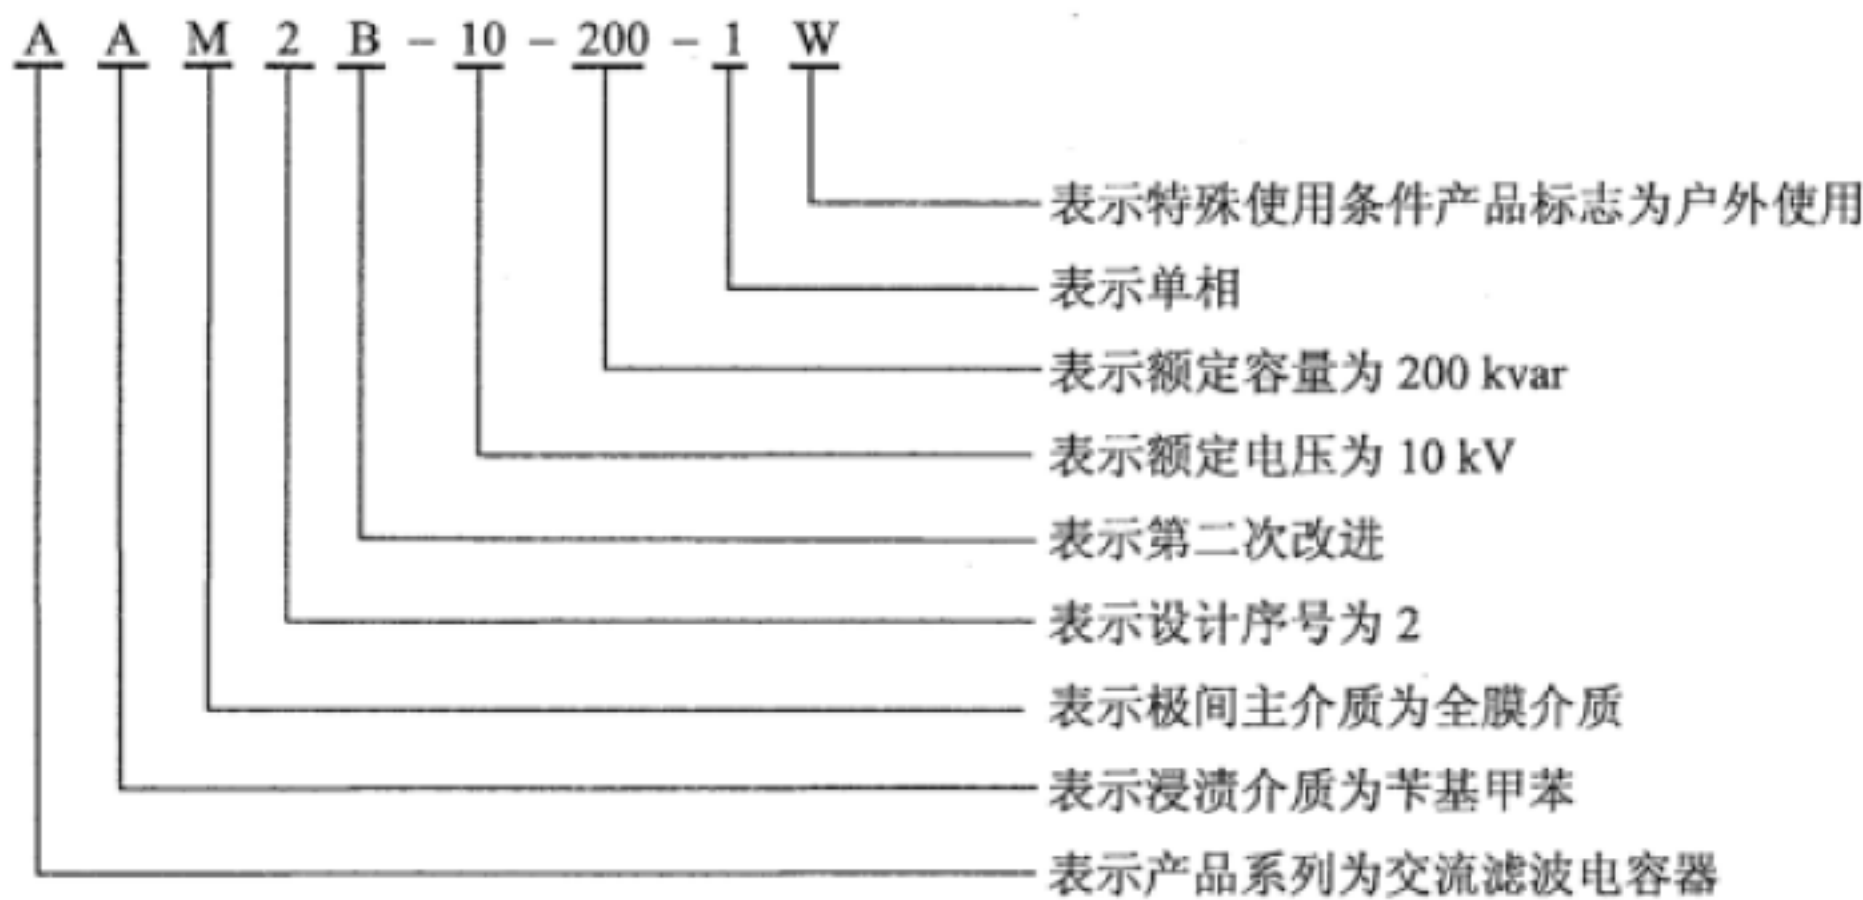 A A M 2 B - 10 - 200 - 1 W
表示特殊使用条件产品标志为户外使用
表示单相
表示额定容量为 200 kvar
表示额定电压为 10 kV
表示第二次改进
表示设计序号为 2
表示极间主介质为全膜介质
表示浸渍介质为苄基甲苯
表示产品系列为交流滤波电容器